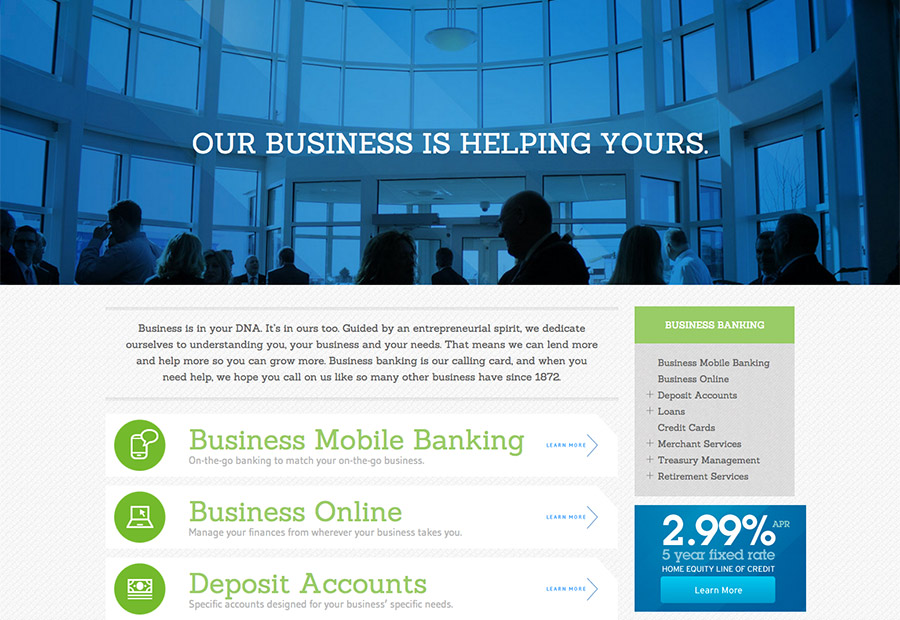 OUR BUSINESS IS HELPING YOURS.
Business is in your DNA. It's in ours too. Guided by an entrepreneurial spirit, we dedicate
ourselves to understanding you, your business and your needs. That means we can lend more
and help more so you can grow more. Business banking is our calling card, and when you
need help, we hope you call on us like so many other business have since 1872.
Business Mobile Banking
On-the-go banking to match your on-the-go business.
LEARN MORE
Business Online
Manage your finances from wherever your business takes you.
LEARN MORE
Deposit Accounts
Specific accounts designed for your business' specific needs.
LEARN MORE
BUSINESS BANKING
Business Mobile Banking
Business Online
+ Deposit Accounts
+ Loans
Credit Cards
+ Merchant Services
+ Treasury Management
+ Retirement Services
2.99% APR
5 year fixed rate
HOME EQUITY LINE OF CREDIT
Learn More